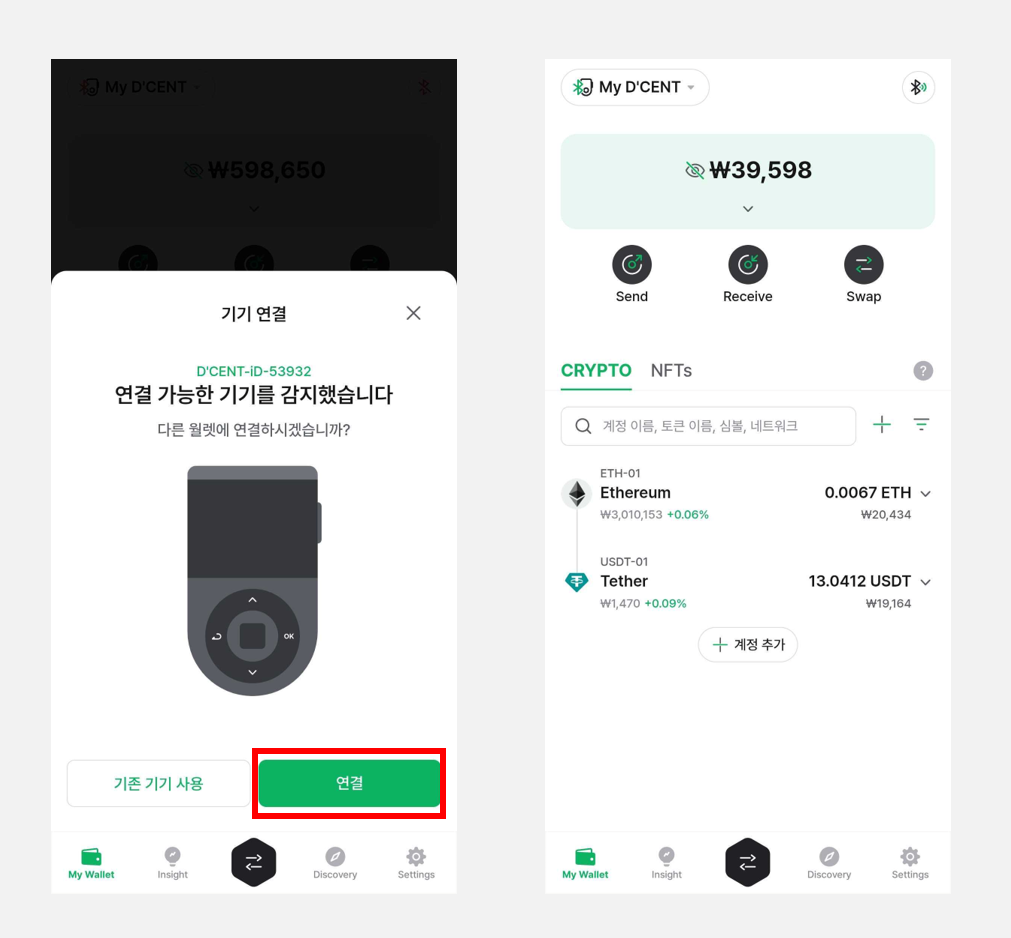 My D'CENT
₩598,650
기기 연결
D'CENT-iD-53932
연결 가능한 기기를 감지했습니다
다른 월렛에 연결하시겠습니까?
OK
기존 기기 사용
연결
My Wallet
Insight
Discovery
Settings
My D'CENT
₩39,598
Send
Receive
Swap
CRYPTO
NFTs
?
계정 이름, 토큰 이름, 심볼, 네트워크
ETH-01
Ethereum
0.0067 ETH
₩3,010,153 +0.06%
₩20,434
USDT-01
Tether
13.0412 USDT
₩1,470 +0.09%
₩19,164
계정 추가
My Wallet
Insight
Discovery
Settings